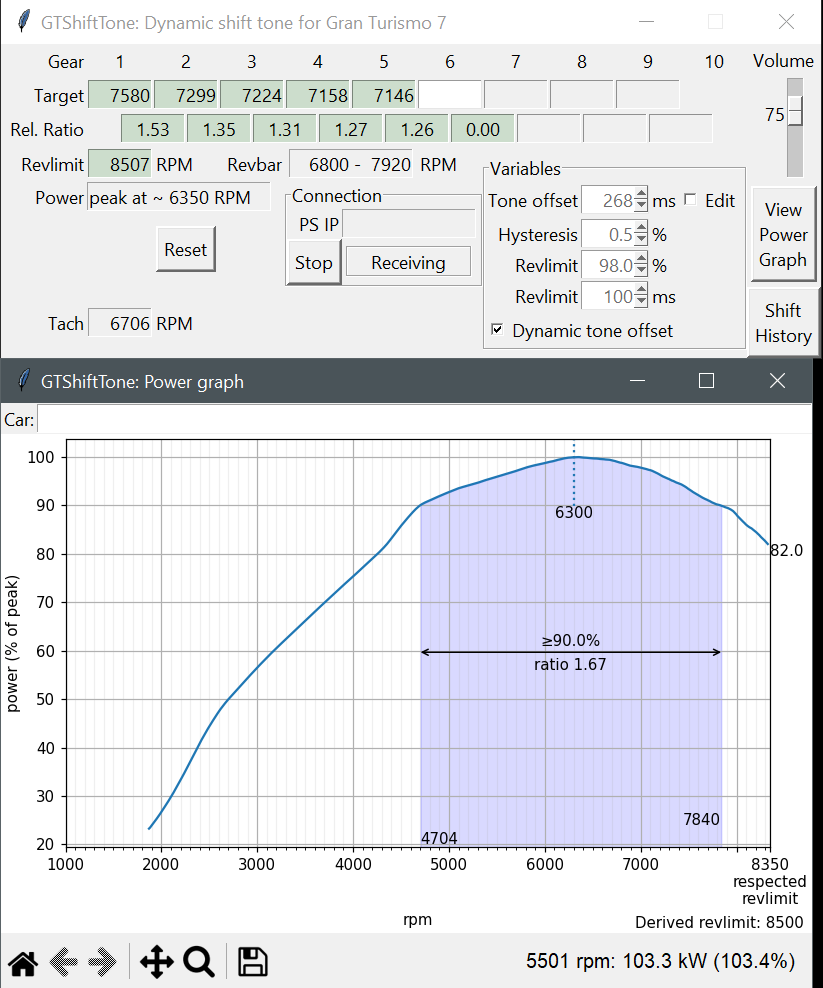 GTShiftTone: Dynamic shift tone for Gran Turismo 7
Gear 1 2 3 4 5 6 7 8 9 10 Volume
Target 7580 7299 7224 7158 7146
75
Rel. Ratio 1.53 1.35 1.31 1.27 1.26 0.00
Revlimit 8507 RPM Revbar 6800 - 7920 RPM
Variables
Power peak at ~ 6350 RPM
Connection
Tone offset 268 ms Edit
PS IP
Hysteresis 0.5 %
Stop Receiving
Revlimit 98.0 %
Revlimit 100 ms
Dynamic tone offset
View
Power
Graph
Reset
Shift
History
Tach 6706 RPM
GTShiftTone: Power graph
Car:
100
90
80
70
60
50
40
30
20
power (% of peak)
6300
82.0
≥90.0%
ratio 1.67
7840
4704
1000 2000 3000 4000 5000 6000 7000 8350
respected
revlimit
rpm
Derived revlimit: 8500
5501 rpm: 103.3 kW (103.4%)